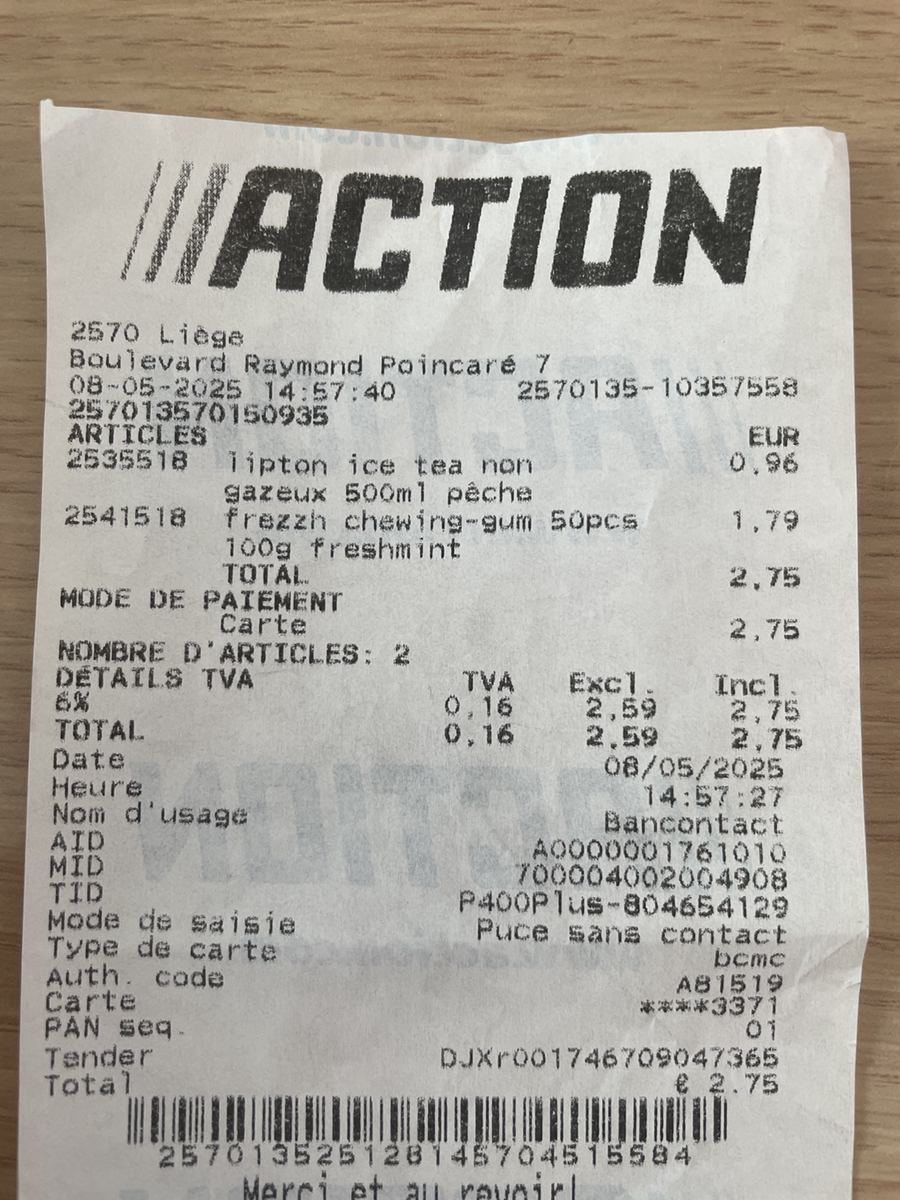 ACTION
2570 Liège
Boulevard Raymond Poincaré 7
08-05-2025 14:57:40 2570135-10357558
257013570150935
ARTICLES EUR
2535518 lipton ice tea non 0,96
gazeux 500ml pêche
2541518 frezzh chewing-gum 50pcs 1,79
100g freshmint
TOTAL 2,75
MODE DE PAIEMENT
Carte 2,75
NOMBRE D'ARTICLES: 2
DÉTAILS TVA TVA Excl. Incl.
6% 0,16 2,59 2,75
TOTAL 0,16 2,59 2,75
Date 08/05/2025
Heure 14:57:27
Nom d'usage Bancontact
AID A0000001761010
MID 700004002004908
TID P400Plus-804654129
Mode de saisie Puce sans contact
Type de carte bcmc
Auth. code A81519
Carte ****3371
PAN seq. 01
Tender DJXr001746709047365
Total € 2.75
257013525128145704515584
Merci et au revoir!